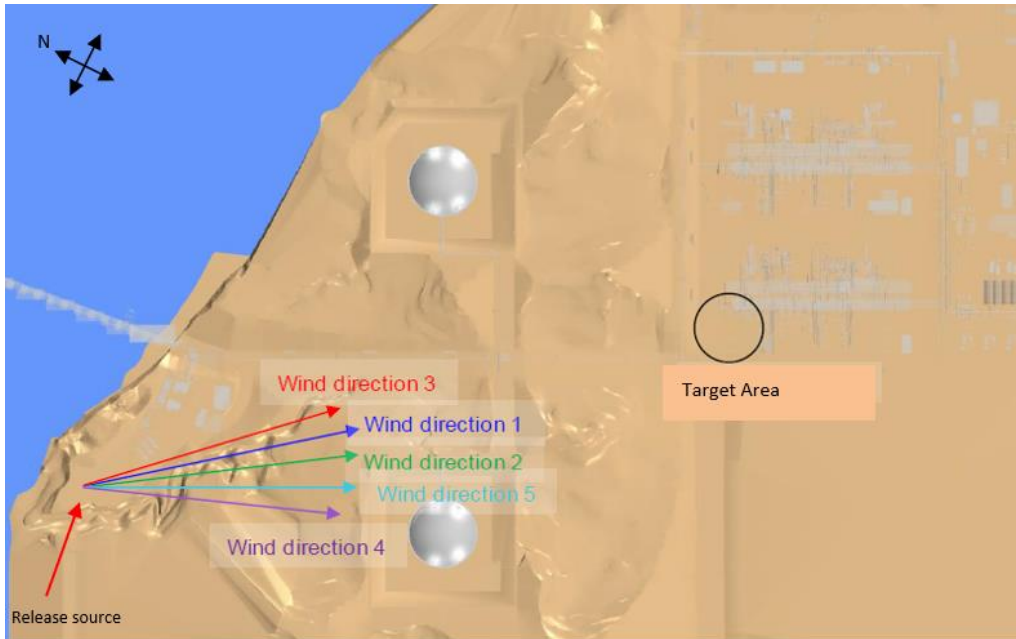 N
Wind direction 3
Wind direction 1
Wind direction 2
Wind direction 5
Wind direction 4
Target Area
Release source